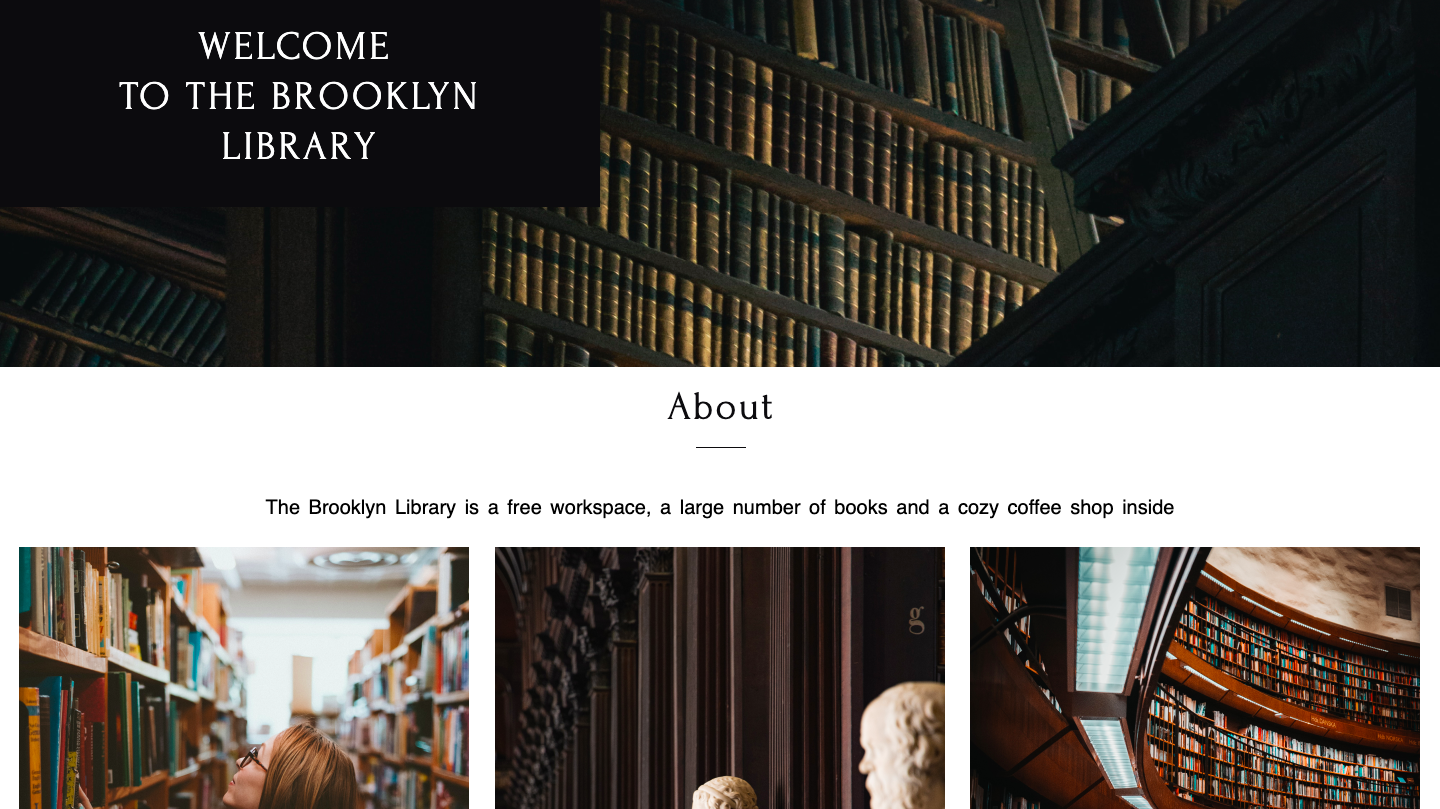 WELCOME
TO THE BROOKLYN
LIBRARY
About
The Brooklyn Library is a free workspace, a large number of books and a cozy coffee shop inside
g